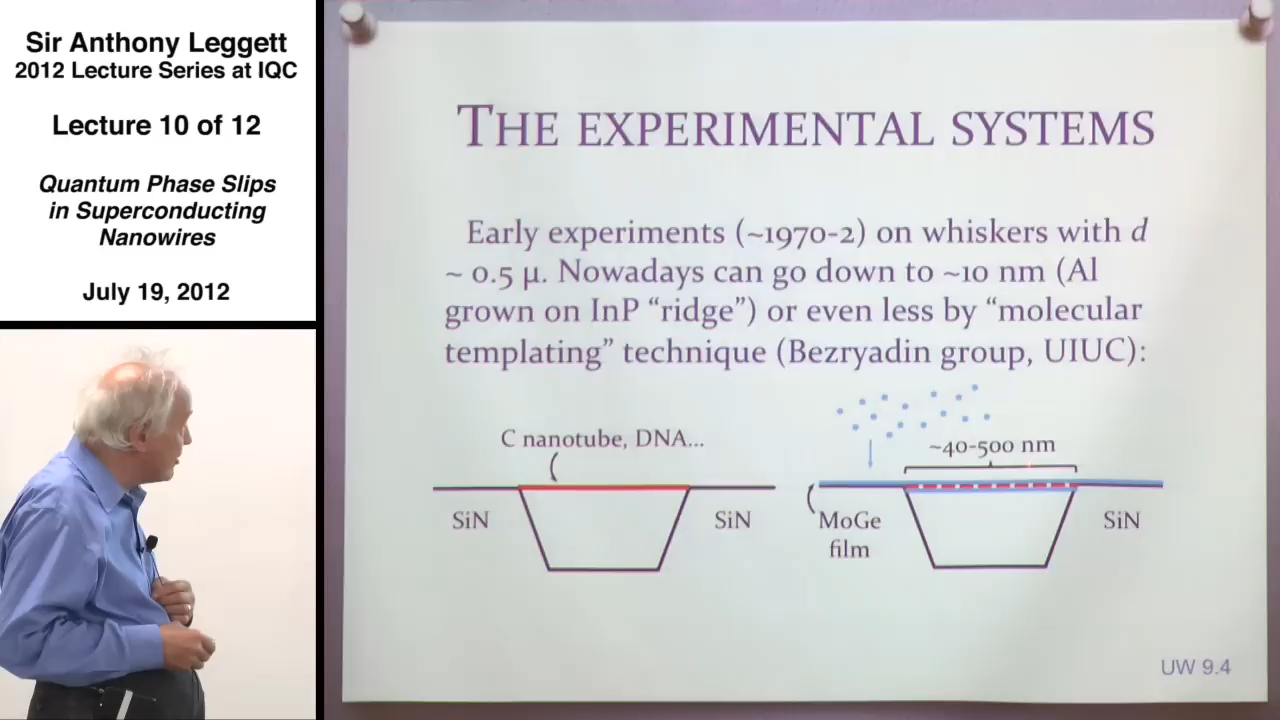 Sir Anthony Leggett
2012 Lecture Series at IQC
Lecture 10 of 12
Quantum Phase Slips
in Superconducting
Nanowires
July 19, 2012
THE EXPERIMENTAL SYSTEMS
Early experiments (~1970-2) on whiskers with d
~ 0.5 μ. Nowadays can go down to ~10 nm (Al
grown on InP “ridge”) or even less by “molecular
templating” technique (Bezryadin group, UIUC):
C nanotube, DNA...
SiN
SiN
~40-500 nm
MoGe
film
SiN
UW 9.4